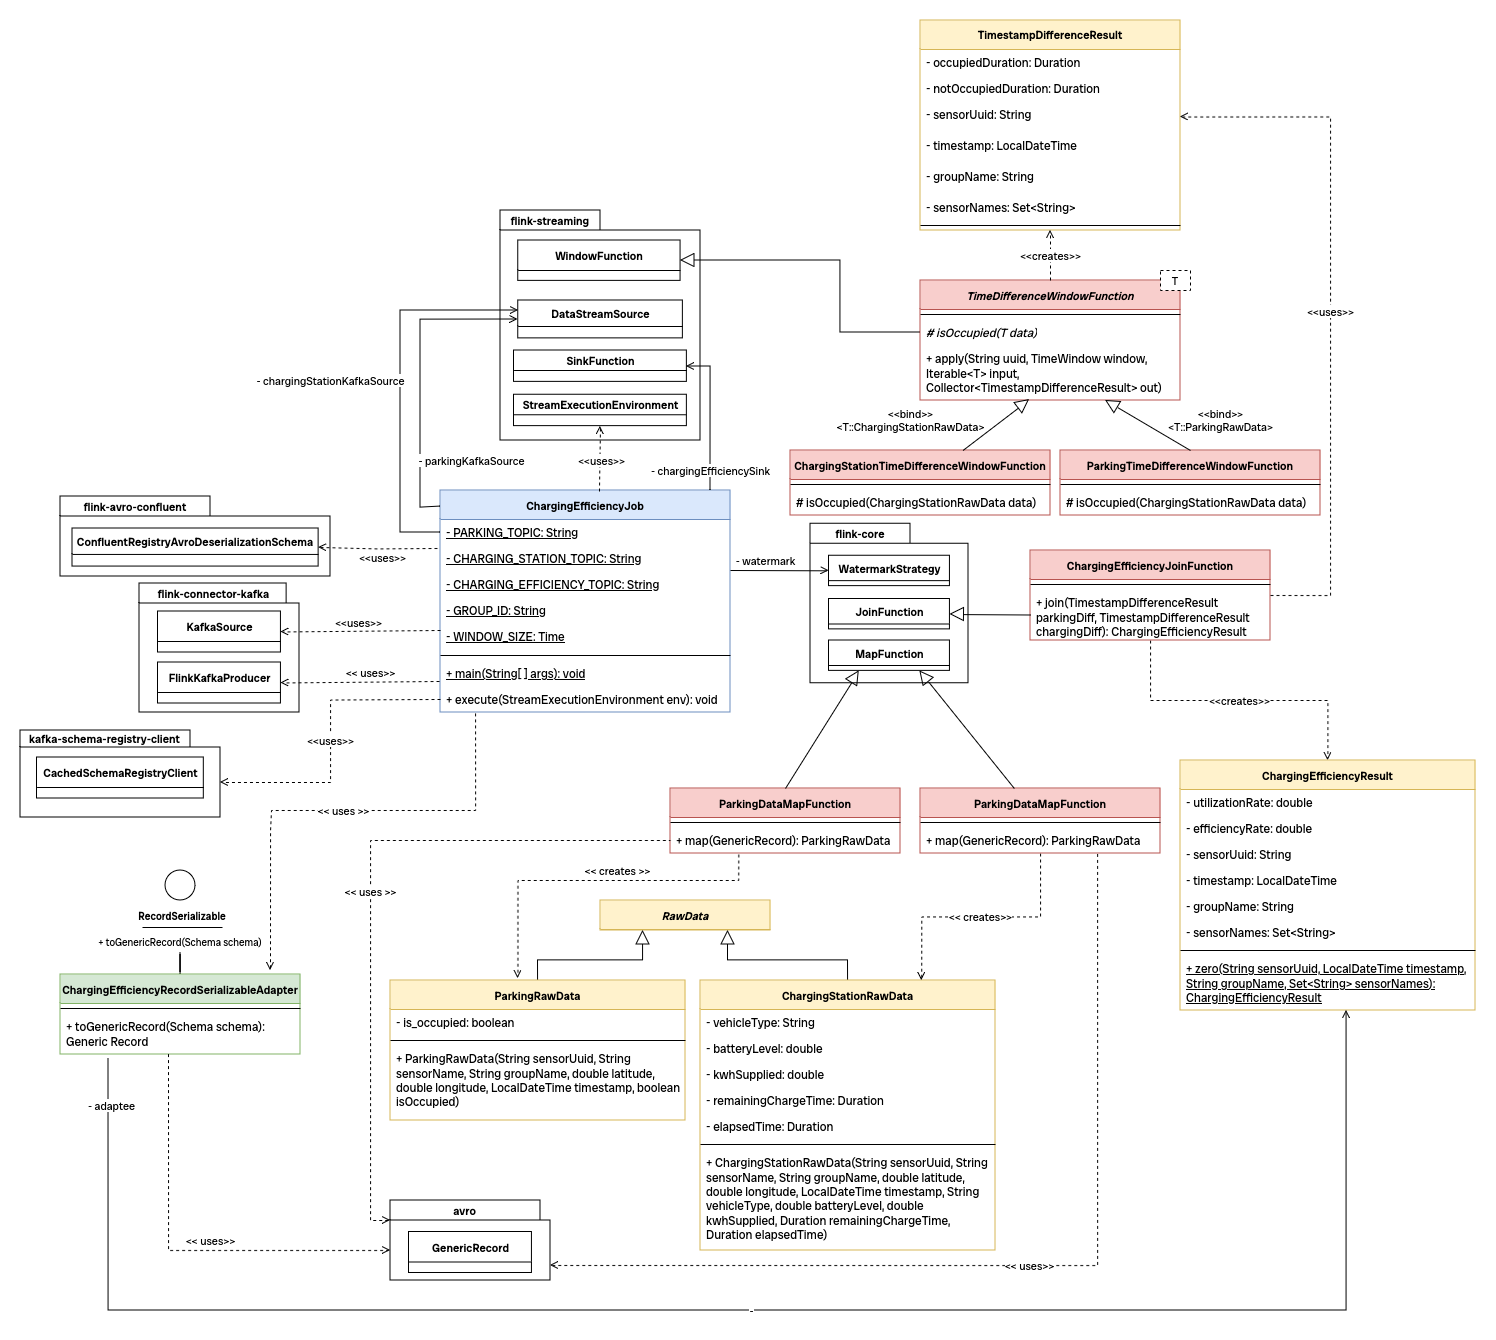 TimestampDifferenceResult
- occupiedDuration: Duration
- notOccupiedDuration: Duration
- sensorUuid: String
- timestamp: LocalDateTime
- groupName: String
- sensorNames: Set<String>
<<creates>>
<<uses>>
flink-streaming
WindowFunction
DataStreamSource
SinkFunction
StreamExecutionEnvironment
T
TimeDifferenceWindowFunction
# isOccupied(T data)
+ apply(String uuid, TimeWindow window,
Iterable<T> input,
Collector<TimestampDifferenceResult> out)
- chargingStationKafkaSource
- parkingKafkaSource
<<uses>>
- chargingEfficiencySink
<<bind>>
<T::ChargingStationRawData>
<<bind>>
<T::ParkingRawData>
ChargingStationTimeDifferenceWindowFunction
# isOccupied(ChargingStationRawData data)
ParkingTimeDifferenceWindowFunction
# isOccupied(ChargingStationRawData data)
flink-avro-confluent
ConfluentRegistryAvroDeserializationSchema
<<uses>>
ChargingEfficiencyJob
- PARKING_TOPIC: String
- CHARGING_STATION_TOPIC: String
- CHARGING_EFFICIENCY_TOPIC: String
- GROUP_ID: String
- WINDOW_SIZE: Time
+ main(String[ ] args): void
+ execute(StreamExecutionEnvironment env): void
- watermark
flink-core
WatermarkStrategy
JoinFunction
MapFunction
ChargingEfficiencyJoinFunction
+ join(TimestampDifferenceResult
parkingDiff, TimestampDifferenceResult
chargingDiff): ChargingEfficiencyResult
flink-connector-kafka
KafkaSource
FlinkKafkaProducer
<<uses>>
<< uses>>
<<uses>>
<<creates>>
kafka-schema-registry-client
CachedSchemaRegistryClient
<< uses >>
ChargingEfficiencyResult
- utilizationRate: double
- efficiencyRate: double
- sensorUuid: String
- timestamp: LocalDateTime
- groupName: String
- sensorNames: Set<String>
+ zero(String sensorUuid, LocalDateTime timestamp,
String groupName, Set<String> sensorNames):
ChargingEfficiencyResult
ParkingDataMapFunction
+ map(GenericRecord): ParkingRawData
ParkingDataMapFunction
+ map(GenericRecord): ParkingRawData
<< creates >>
<< uses >>
<< creates>>
RawData
RecordSerializable
+ toGenericRecord(Schema schema)
ChargingEfficiencyRecordSerializableAdapter
+ toGenericRecord(Schema schema):
Generic Record
ParkingRawData
- is_occupied: boolean
+ ParkingRawData(String sensorUuid, String
sensorName, String groupName, double latitude,
double longitude, LocalDateTime timestamp, boolean
isOccupied)
ChargingStationRawData
- vehicleType: String
- batteryLevel: double
- kwhSupplied: double
- remainingChargeTime: Duration
- elapsedTime: Duration
+ ChargingStationRawData(String sensorUuid, String
sensorName, String groupName, double latitude,
double longitude, LocalDateTime timestamp, String
vehicleType, double batteryLevel, double
kwhSupplied, Duration remainingChargeTime,
Duration elapsedTime)
- adaptee
avro
GenericRecord
<< uses>>
<< uses>>
-